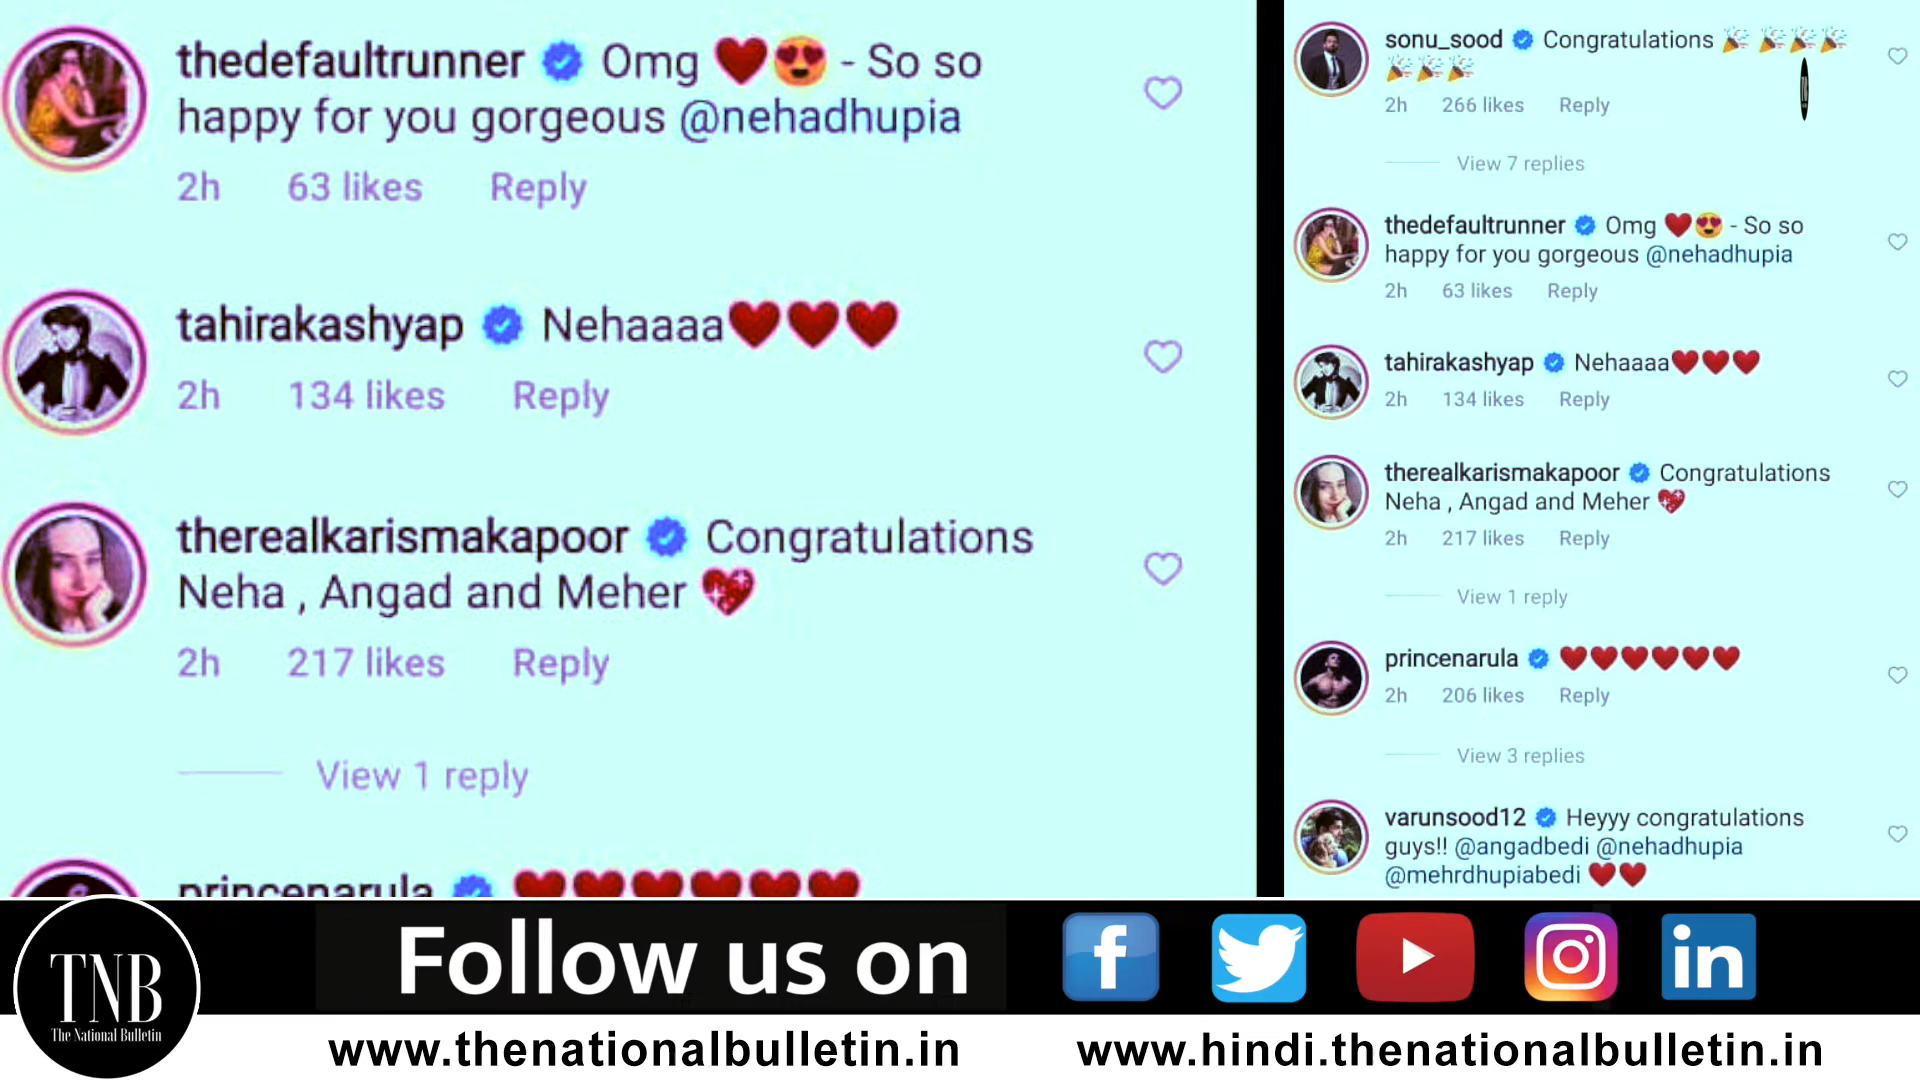 thedefaultrunner Omg ❤️😍 - So so
happy for you gorgeous @nehadhupia
2h 63 likes Reply
tahirakashyap Nehaaaa❤️❤️❤️
2h 134 likes Reply
therealkarismakapoor Congratulations
Neha , Angad and Meher 💖
2h 217 likes Reply
View 1 reply
princenarula ❤️❤️❤️❤️❤️❤️
sonu_sood Congratulations 🎉 🎉🎉🎉
🎉🎉🎉
2h 266 likes Reply
View 7 replies
thedefaultrunner Omg ❤️😍 - So so
happy for you gorgeous @nehadhupia
2h 63 likes Reply
tahirakashyap Nehaaaa❤️❤️❤️
2h 134 likes Reply
therealkarismakapoor Congratulations
Neha , Angad and Meher 💖
2h 217 likes Reply
View 1 reply
princenarula ❤️❤️❤️❤️❤️❤️
2h 206 likes Reply
View 3 replies
varunsood12 Heyyy congratulations
guys!! @angadbedi @nehadhupia
@mehrdhupiabedi ❤️❤️
TNB
The National Bulletin
Follow us on
f
in
www.thenationalbulletin.in
www.hindi.thenationalbulletin.in